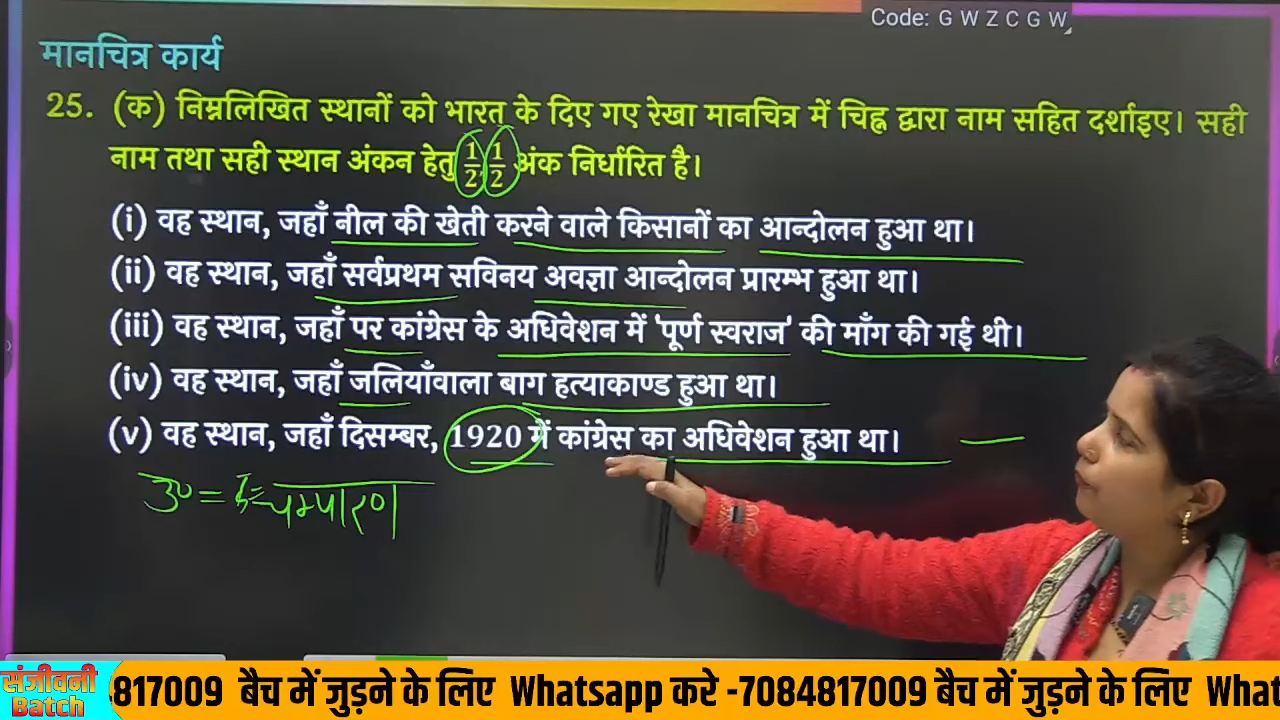 Code: G W Z C G W
मानचित्र कार्य
25. (क) निम्नलिखित स्थानों को भारत के दिए गए रेखा मानचित्र में चिह्न द्वारा नाम सहित दर्शाइए। सही
नाम तथा सही स्थान अंकन हेतु 1/2, 1/2 अंक निर्धारित है।
(i) वह स्थान, जहाँ नील की खेती करने वाले किसानों का आन्दोलन हुआ था।
(ii) वह स्थान, जहाँ सर्वप्रथम सविनय अवज्ञा आन्दोलन प्रारम्भ हुआ था।
(iii) वह स्थान, जहाँ पर कांग्रेस के अधिवेशन में 'पूर्ण स्वराज' की माँग की गई थी।
(iv) वह स्थान, जहाँ जलियाँवाला बाग हत्याकाण्ड हुआ था।
(v) वह स्थान, जहाँ दिसम्बर, 1920 में कांग्रेस का अधिवेशन हुआ था।
चम्पारण
संजीवनी
Batch
4817009 बैच में जुड़ने के लिए Whatsapp करे -7084817009 बैच में जुड़ने के लिए What